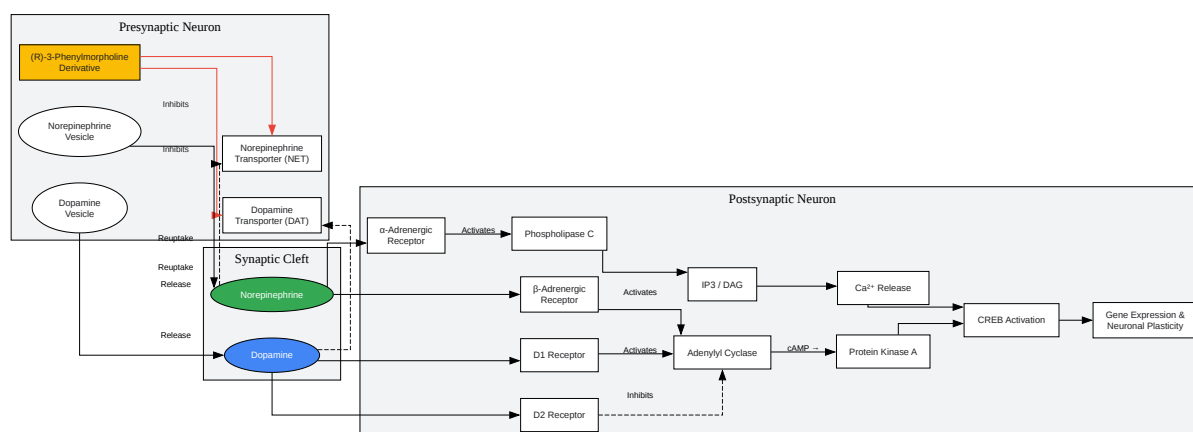 Presynaptic Neuron
(R)-3-Phenylmorpholine
Derivative
Inhibits
Norepinephrine
Vesicle
Inhibits
Norepinephrine
Transporter (NET)
Dopamine
Vesicle
Dopamine
Transporter (DAT)
Reuptake
Reuptake
Release
Synaptic Cleft
Norepinephrine
Release
Dopamine
Postsynaptic Neuron
α-Adrenergic
Receptor
Activates
Phospholipase C
β-Adrenergic
Receptor
Activates
IP3 / DAG
Ca²⁺ Release
CREB Activation
Gene Expression &
Neuronal Plasticity
D1 Receptor
Activates
Adenylyl Cyclase
cAMP →
Protein Kinase A
Inhibits
D2 Receptor